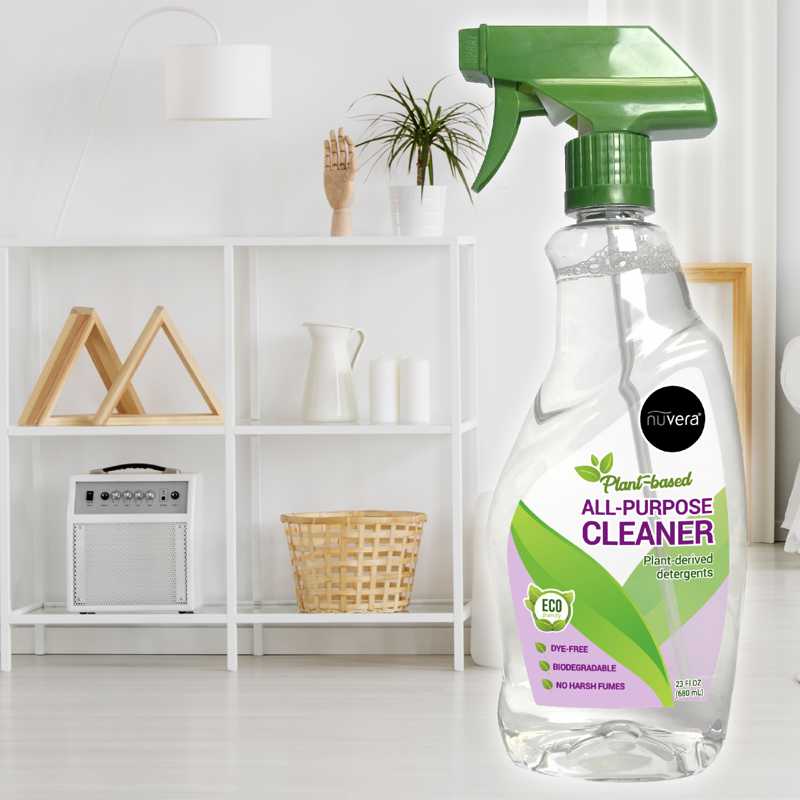 nuvera
Plant-based
ALL-PURPOSE
CLEANER
Plant-derived
detergents
ECO
DYE-FREE
BIODEGRADABLE
NO HARSH FUMES
23 Fl OZ
(680 mL)